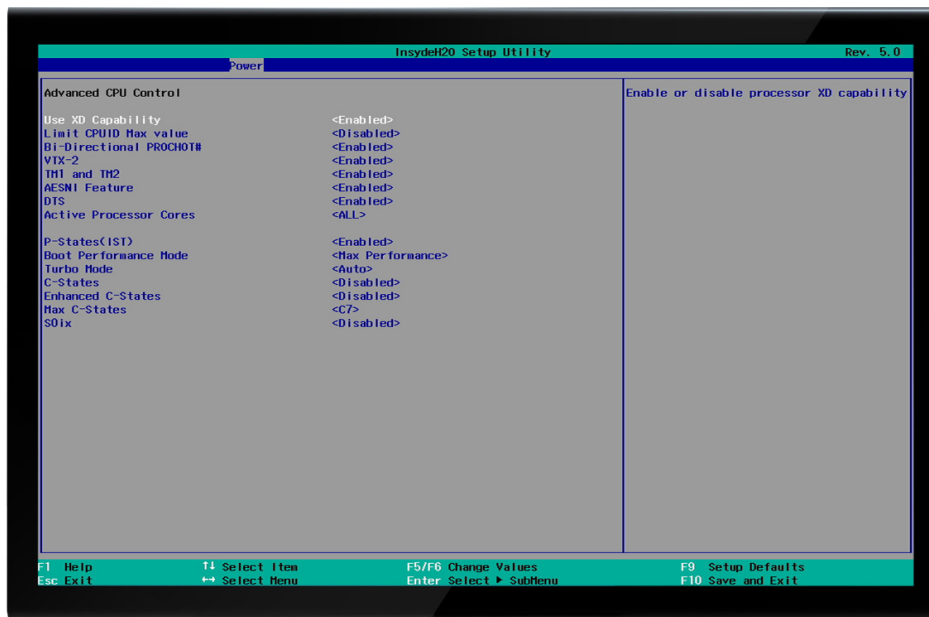 InsydeH20 Setup Utility Rev. 5.0
Power
Advanced CPU Control
Enable or disable processor XD capability
Use XD Capability <Enabled>
Limit CPUID Max value <Disabled>
Bi-Directional PROCHOT# <Enabled>
VTX-2 <Enabled>
TM1 and TM2 <Enabled>
AESNI Feature <Enabled>
DTS <Enabled>
Active Processor Cores <ALL>
P-States(IST) <Enabled>
Boot Performance Mode <Max Performance>
Turbo Mode <Auto>
C-States <Disabled>
Enhanced C-States <Disabled>
Max C-States <C7>
S0ix <Disabled>
F1 Help ↑↓ Select Item F5/F6 Change Values F9 Setup Defaults
Esc Exit ↔ Select Menu Enter Select ▶ SubMenu F10 Save and Exit